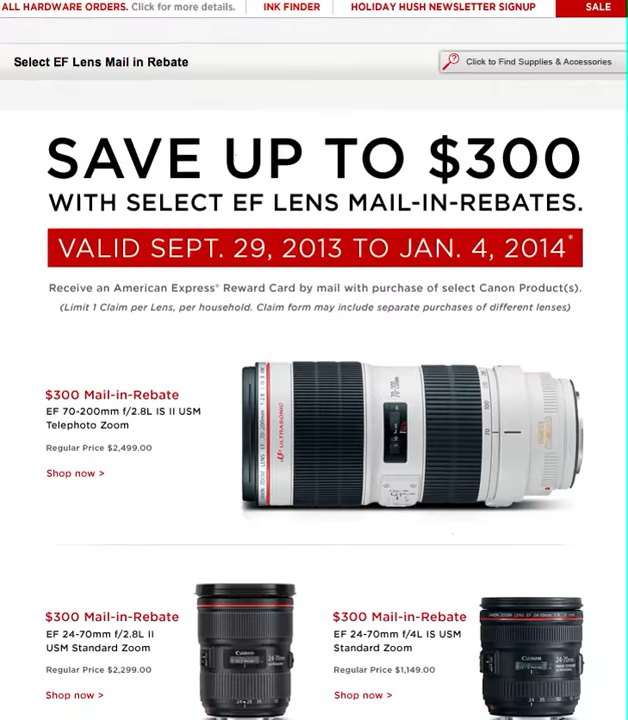 ALL HARDWARE ORDERS. Click for more details.
INK FINDER
HOLIDAY HUSH NEWSLETTER SIGNUP
SALE
Select EF Lens Mail in Rebate
Click to Find Supplies & Accessories
SAVE UP TO $300
WITH SELECT EF LENS MAIL-IN-REBATES.
VALID SEPT. 29, 2013 TO JAN. 4, 2014*
Receive an American Express® Reward Card by mail with purchase of select Canon Product(s).
(Limit 1 Claim per Lens, per household. Claim form may include separate purchases of different lenses)
$300 Mail-in-Rebate
EF 70-200mm f/2.8L IS II USM
Telephoto Zoom
Regular Price $2,499.00
Shop now >
ULTRASONIC
$300 Mail-in-Rebate
EF 24-70mm f/2.8L II
USM Standard Zoom
Regular Price $2,299.00
Shop now >
Canon
24-70mm
$300 Mail-in-Rebate
EF 24-70mm f/4L IS USM
Standard Zoom
Regular Price $1,149.00
Shop now >
Canon
24-70mm